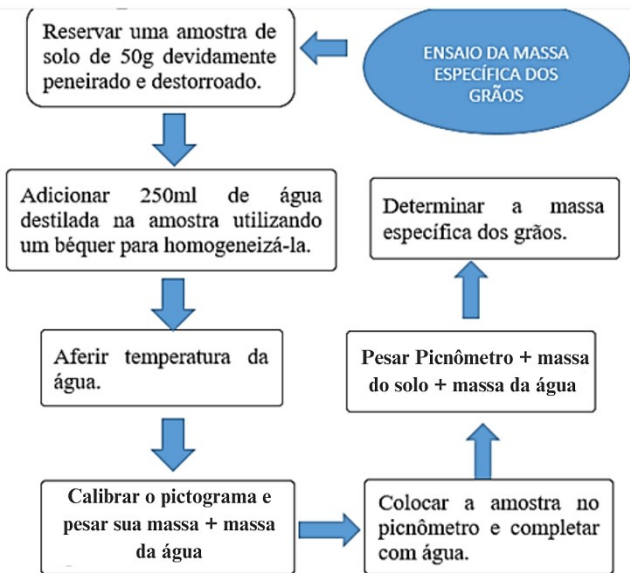 ENSAIO DA MASSA
ESPECÍFICA DOS
GRÃOS
Reservar uma amostra de
solo de 50g devidamente
peneirado e destorroado.
Adicionar 250ml de água
destilada na amostra utilizando
um béquer para homogeneizá-la.
Aferir temperatura da
água.
Calibrar o pictograma e
pesar sua massa + massa
da água
Colocar a amostra no
picnômetro e completar
com água.
Pesar Picnômetro + massa
do solo + massa da água
Determinar a massa
específica dos grãos.